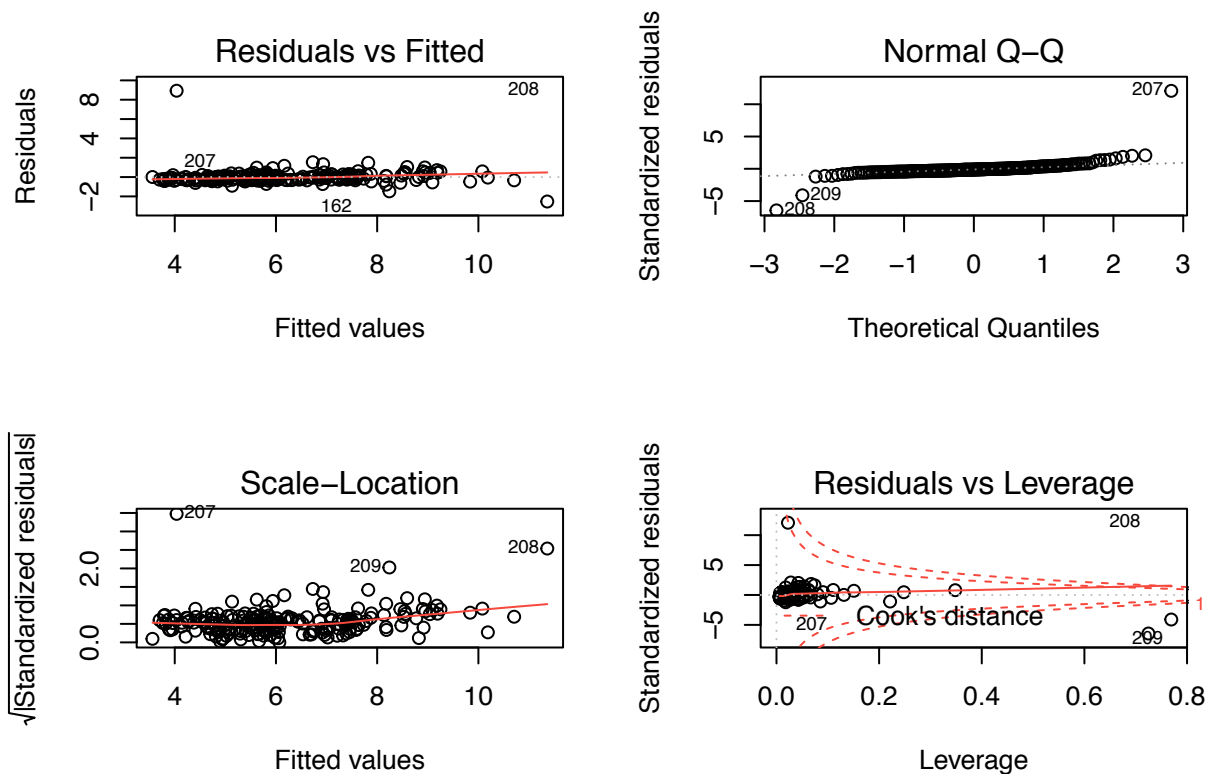 Residuals vs Fitted
Residuals
8
4
−2
208
207
162
4 6 8 10
Fitted values
Normal Q−Q
Standardized residuals
5
−5
207
209
208
−3 −2 −1 0 1 2 3
Theoretical Quantiles
Scale−Location
√|Standardized residuals|
2.0
0.0
207
209
208
4 6 8 10
Fitted values
Residuals vs Leverage
Standardized residuals
5
−5
208
1
207
Cook's distance
209
0.0 0.2 0.4 0.6 0.8
Leverage